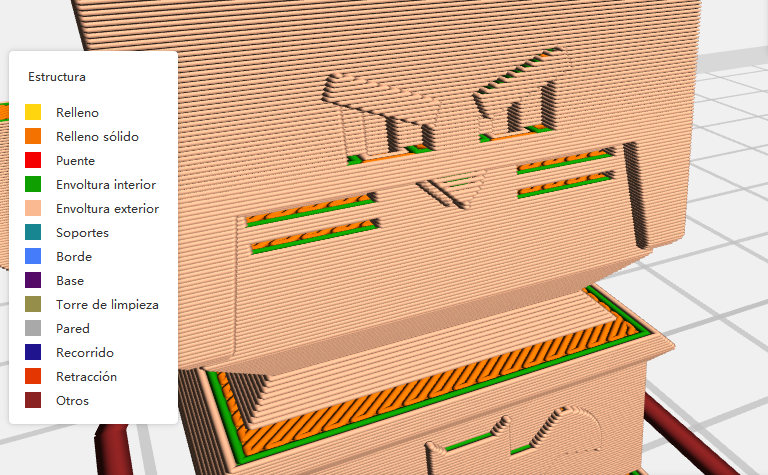 Estructura
Relleno
Relleno sólido
Puente
Envoltura interior
Envoltura exterior
Soportes
Borde
Base
Torre de limpieza
Pared
Recorrido
Retracción
Otros